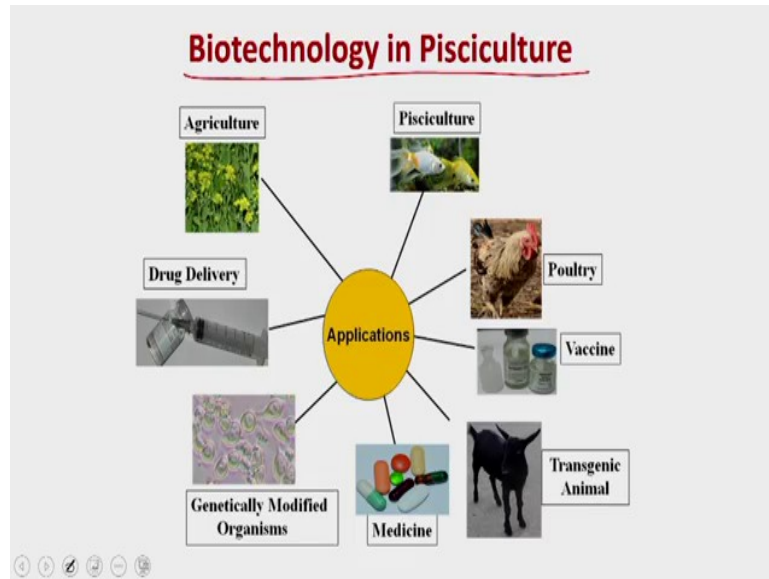 Biotechnology in Pisciculture
Agriculture
Pisciculture
Drug Delivery
Poultry
Applications
Vaccine
Genetically Modified
Organisms
Medicine
Transgenic
Animal